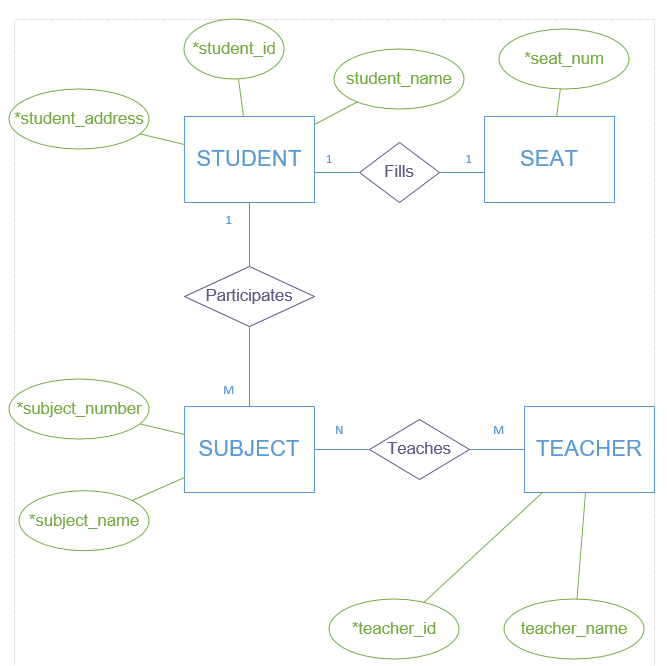 *student_id
*seat_num
student_name
*student_address
STUDENT
1
Fills
1
SEAT
1
Participates
M
*subject_number
SUBJECT
N
Teaches
M
TEACHER
*subject_name
*teacher_id
teacher_name